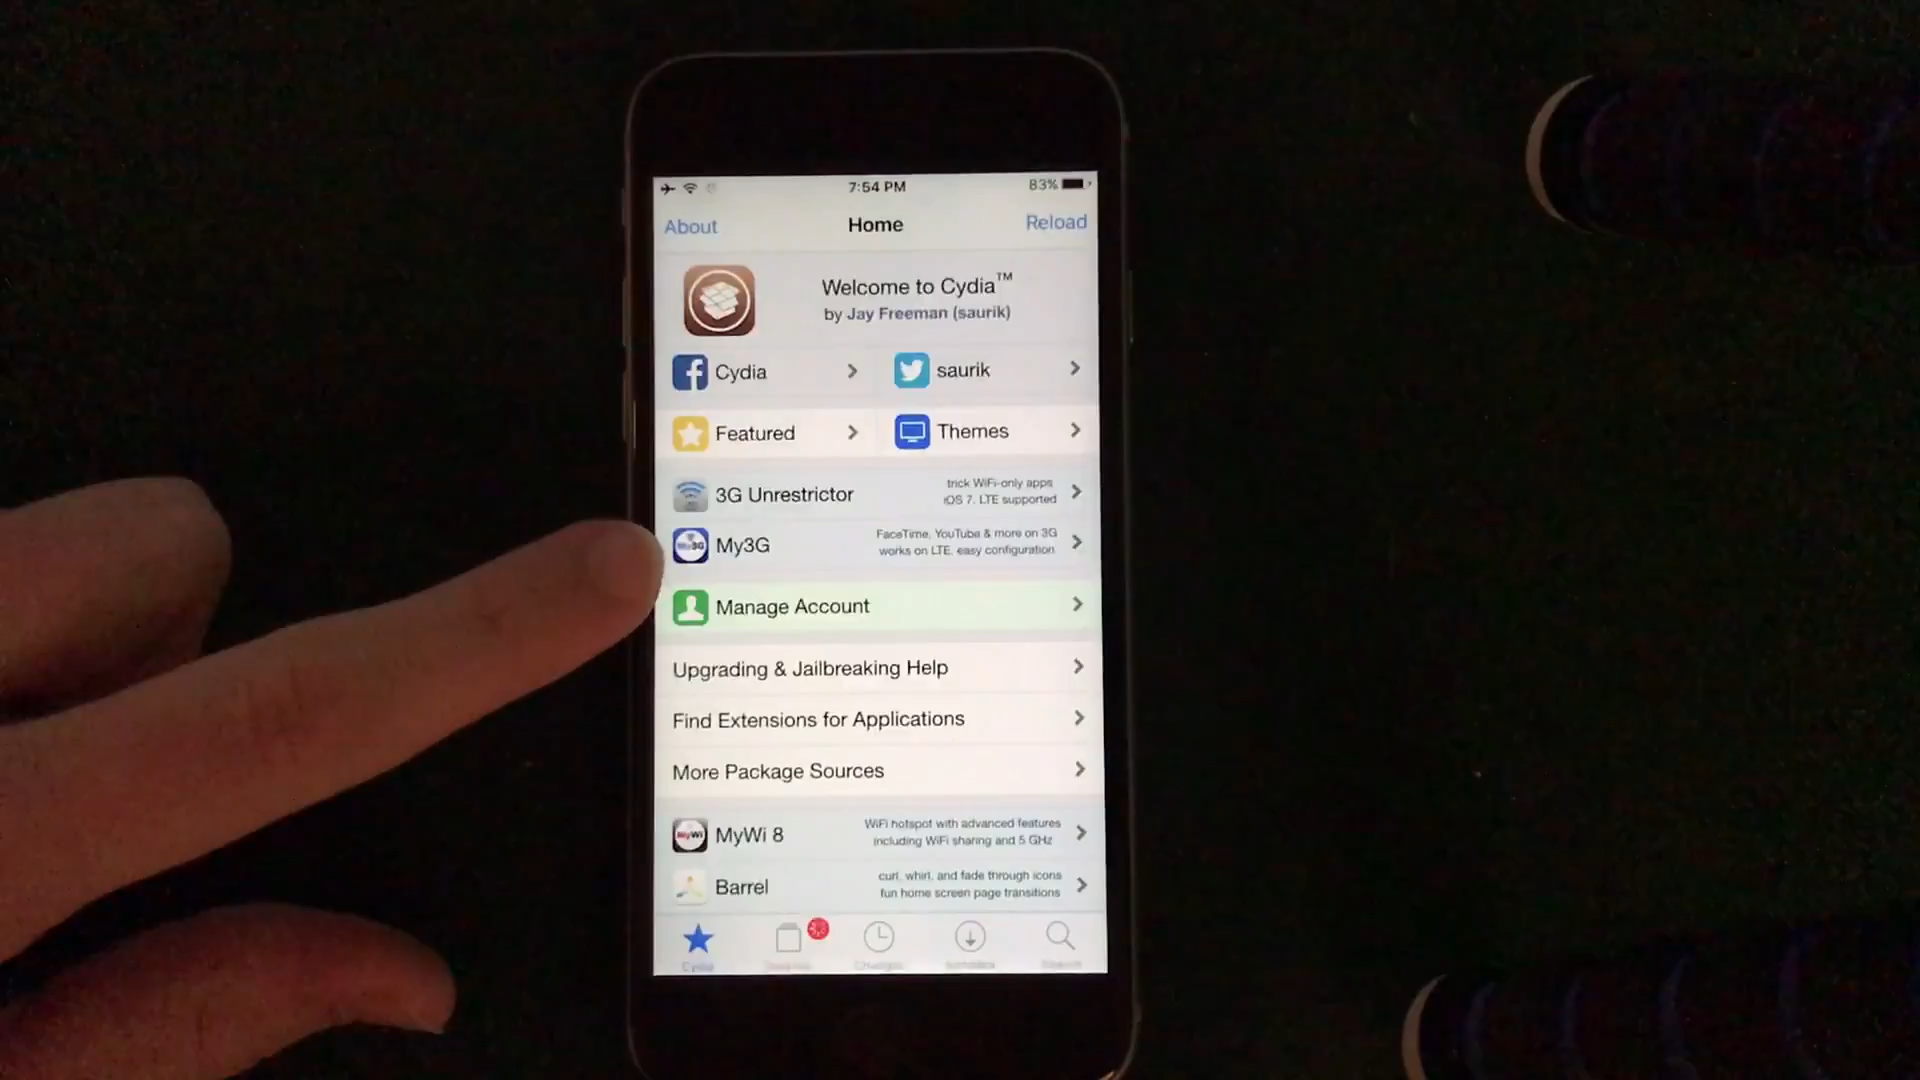 7:54 PM 83%
About Home Reload
Welcome to Cydia™
by Jay Freeman (saurik)
Cydia saurik
Featured Themes
3G Unrestrictor
trick WiFi-only apps
iOS 7, LTE supported
My3G
FaceTime, YouTube & more on 3G
works on LTE, easy configuration
Manage Account
Upgrading & Jailbreaking Help
Find Extensions for Applications
More Package Sources
MyWi MyWi 8
WiFi hotspot with advanced features
including WiFi sharing and 5 GHz
Barrel
curl, whirl, and fade through icons
fun home screen page transitions
Cydia Changes Search